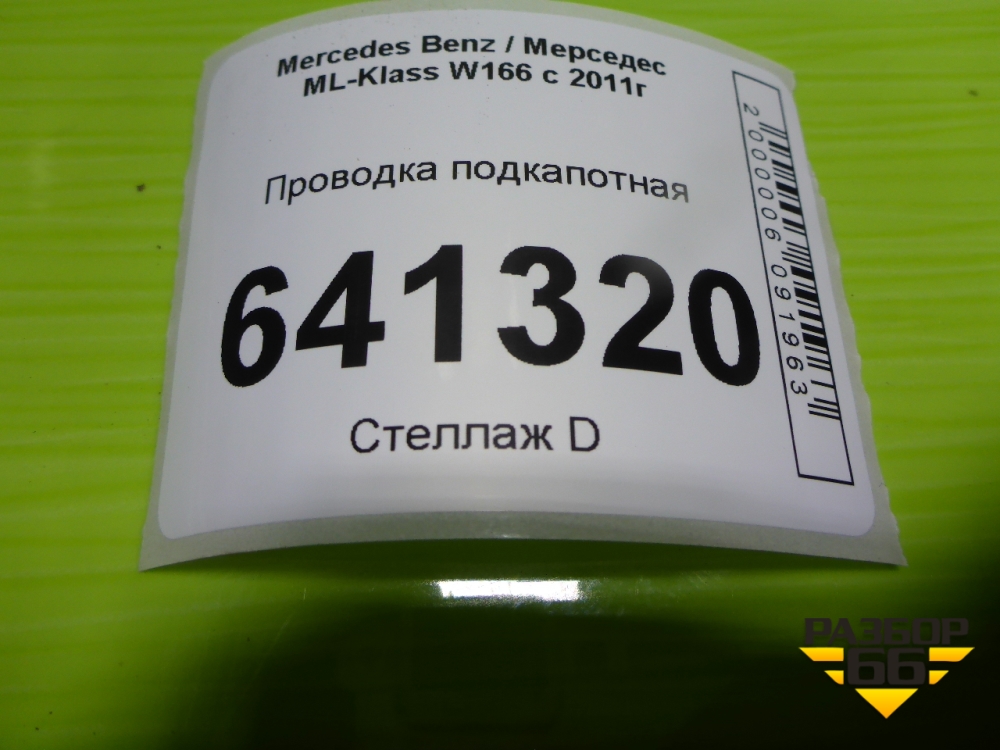 Mercedes Benz / Мерседес
ML-Klass W166 с 2011г
Проводка подкапотная
641320
Стеллаж D
2000006091963
РАЗБОР
66